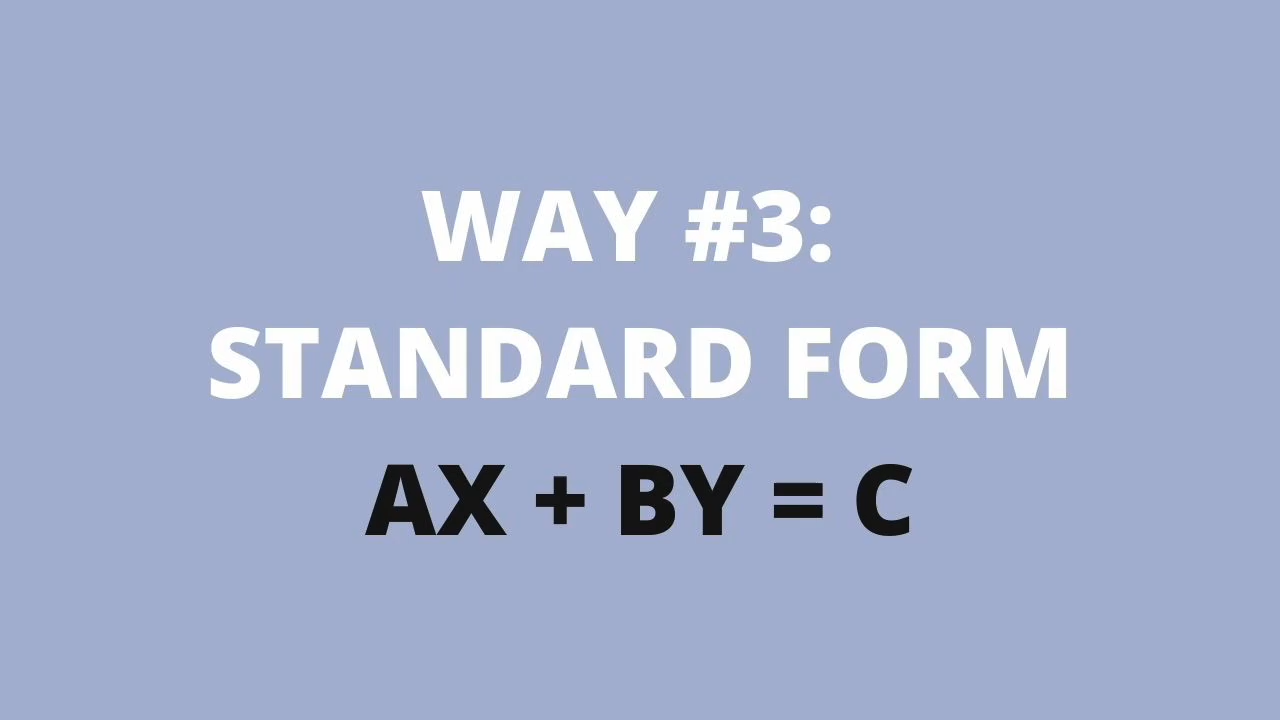 WAY #3:
STANDARD FORM
AX + BY = C